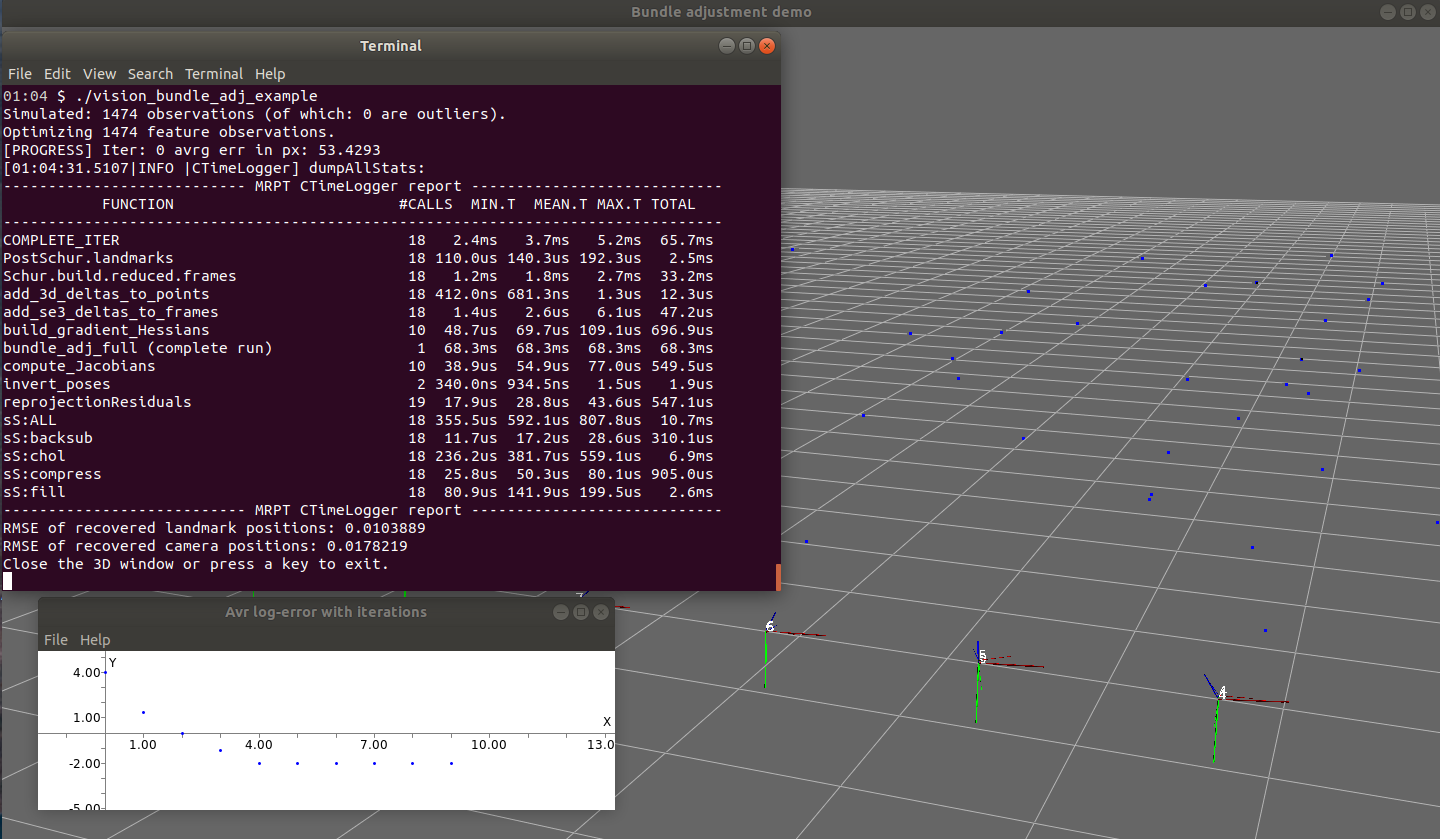 Bundle adjustment demo
Terminal
File Edit View Search Terminal Help
01:04 $ ./vision_bundle_adj_example
Simulated: 1474 observations (of which: 0 are outliers).
Optimizing 1474 feature observations.
[PROGRESS] Iter: 0 avrg err in px: 53.4293
[01:04:31.5107|INFO |CTimeLogger] dumpAllStats:
--------------------------- MRPT CTimeLogger report ----------------------------
FUNCTION #CALLS MIN.T MEAN.T MAX.T TOTAL
--------------------------------------------------------------------------------
COMPLETE_ITER 18 2.4ms 3.7ms 5.2ms 65.7ms
PostSchur.landmarks 18 110.0us 140.3us 192.3us 2.5ms
Schur.build.reduced.frames 18 1.2ms 1.8ms 2.7ms 33.2ms
add_3d_deltas_to_points 18 412.0ns 681.3ns 1.3us 12.3us
add_se3_deltas_to_frames 18 1.4us 2.6us 6.1us 47.2us
build_gradient_Hessians 10 48.7us 69.7us 109.1us 696.9us
bundle_adj_full (complete run) 1 68.3ms 68.3ms 68.3ms 68.3ms
compute_Jacobians 10 38.9us 54.9us 77.0us 549.5us
invert_poses 2 340.0ns 934.5ns 1.5us 1.9us
reprojectionResiduals 19 17.9us 28.8us 43.6us 547.1us
sS:ALL 18 355.5us 592.1us 807.8us 10.7ms
sS:backsub 18 11.7us 17.2us 28.6us 310.1us
sS:chol 18 236.2us 381.7us 559.1us 6.9ms
sS:compress 18 25.8us 50.3us 80.1us 905.0us
sS:fill 18 80.9us 141.9us 199.5us 2.6ms
--------------------------- MRPT CTimeLogger report ----------------------------
RMSE of recovered landmark positions: 0.0103889
RMSE of recovered camera positions: 0.0178219
Close the 3D window or press a key to exit.
Avr log-error with iterations
File Help
Y
4.00
1.00
X
1.00 4.00 7.00 10.00 13.0
-2.00
-5.00
6
5
4